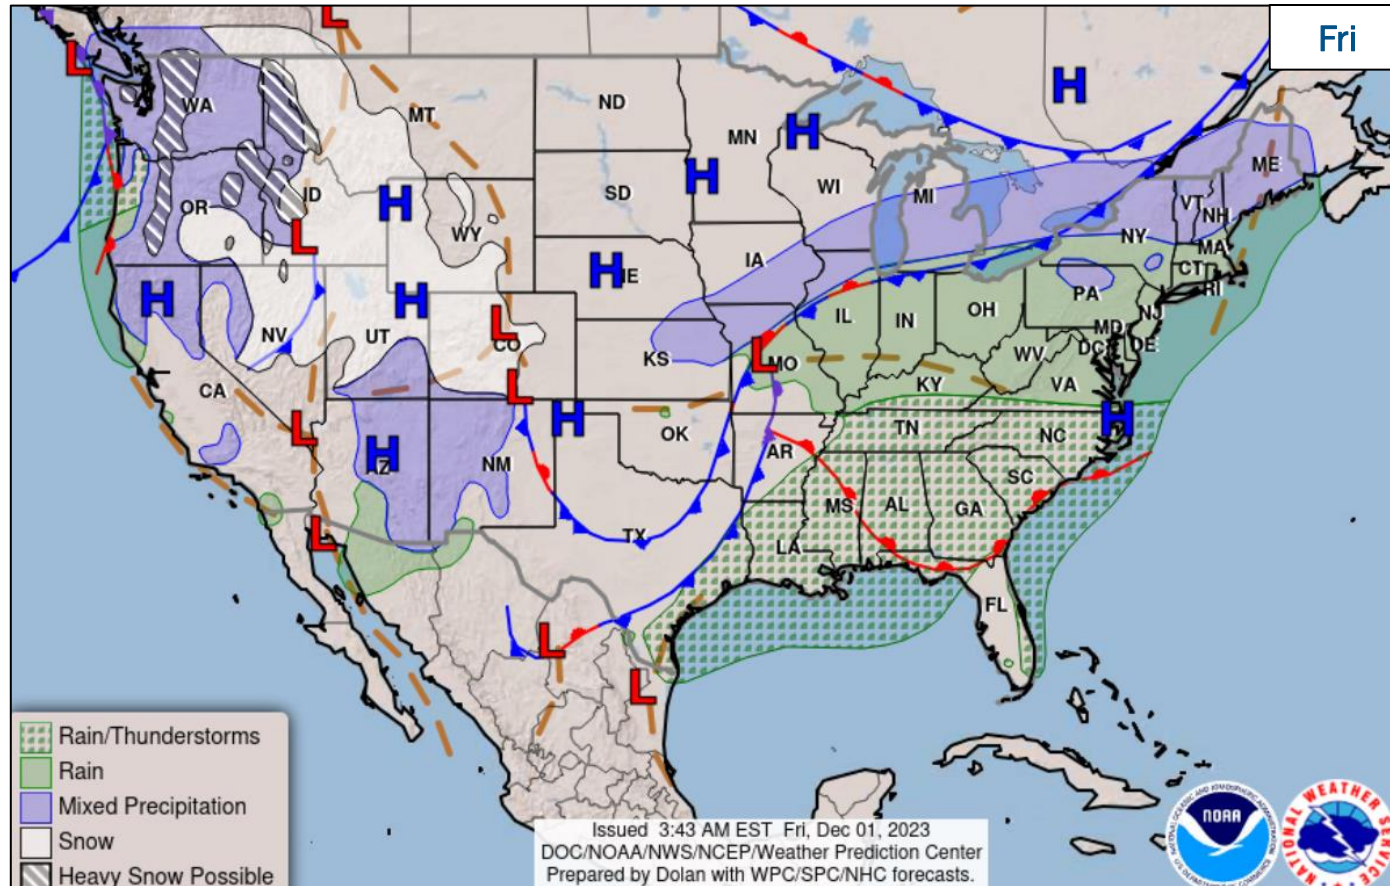 Fri
L
L
H
H
ND
MN
MT
WA
H
H
WI
MI
ME
SD
ID
H
OR
WY
VT
NH
NY
MA
L
IA
CT
RI
H
H
H
PA
NJ
NV
UT
L
CO
KS
L
MO
IL
IN
OH
MD
DC
DE
WV
VA
KY
CA
L
L
H
OK
AR
TN
NC
H
H
NM
SC
GA
AL
MS
LA
TX
L
FL
L
L
Rain/Thunderstorms
Rain
Mixed Precipitation
Snow
Heavy Snow Possible
Issued 3:43 AM EST Fri, Dec 01, 2023
DOC/NOAA/NWS/NCEP/Weather Prediction Center
Prepared by Dolan with WPC/SPC/NHC forecasts.
NOAA
NATIONAL WEATHER SERVICE